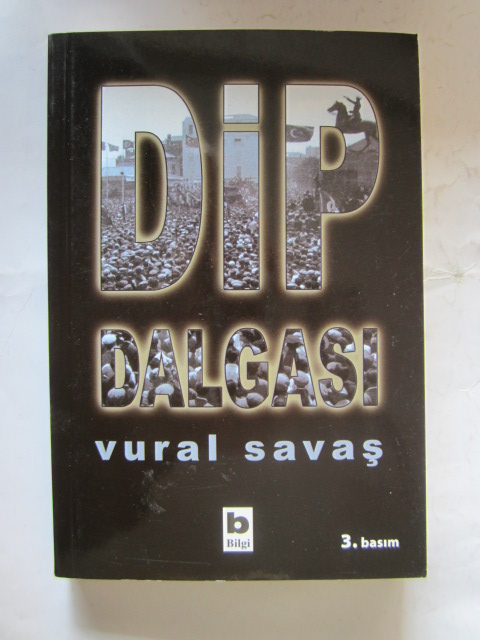 DİP
DALGASI
vural savaş
b
Bilgi
3. basım